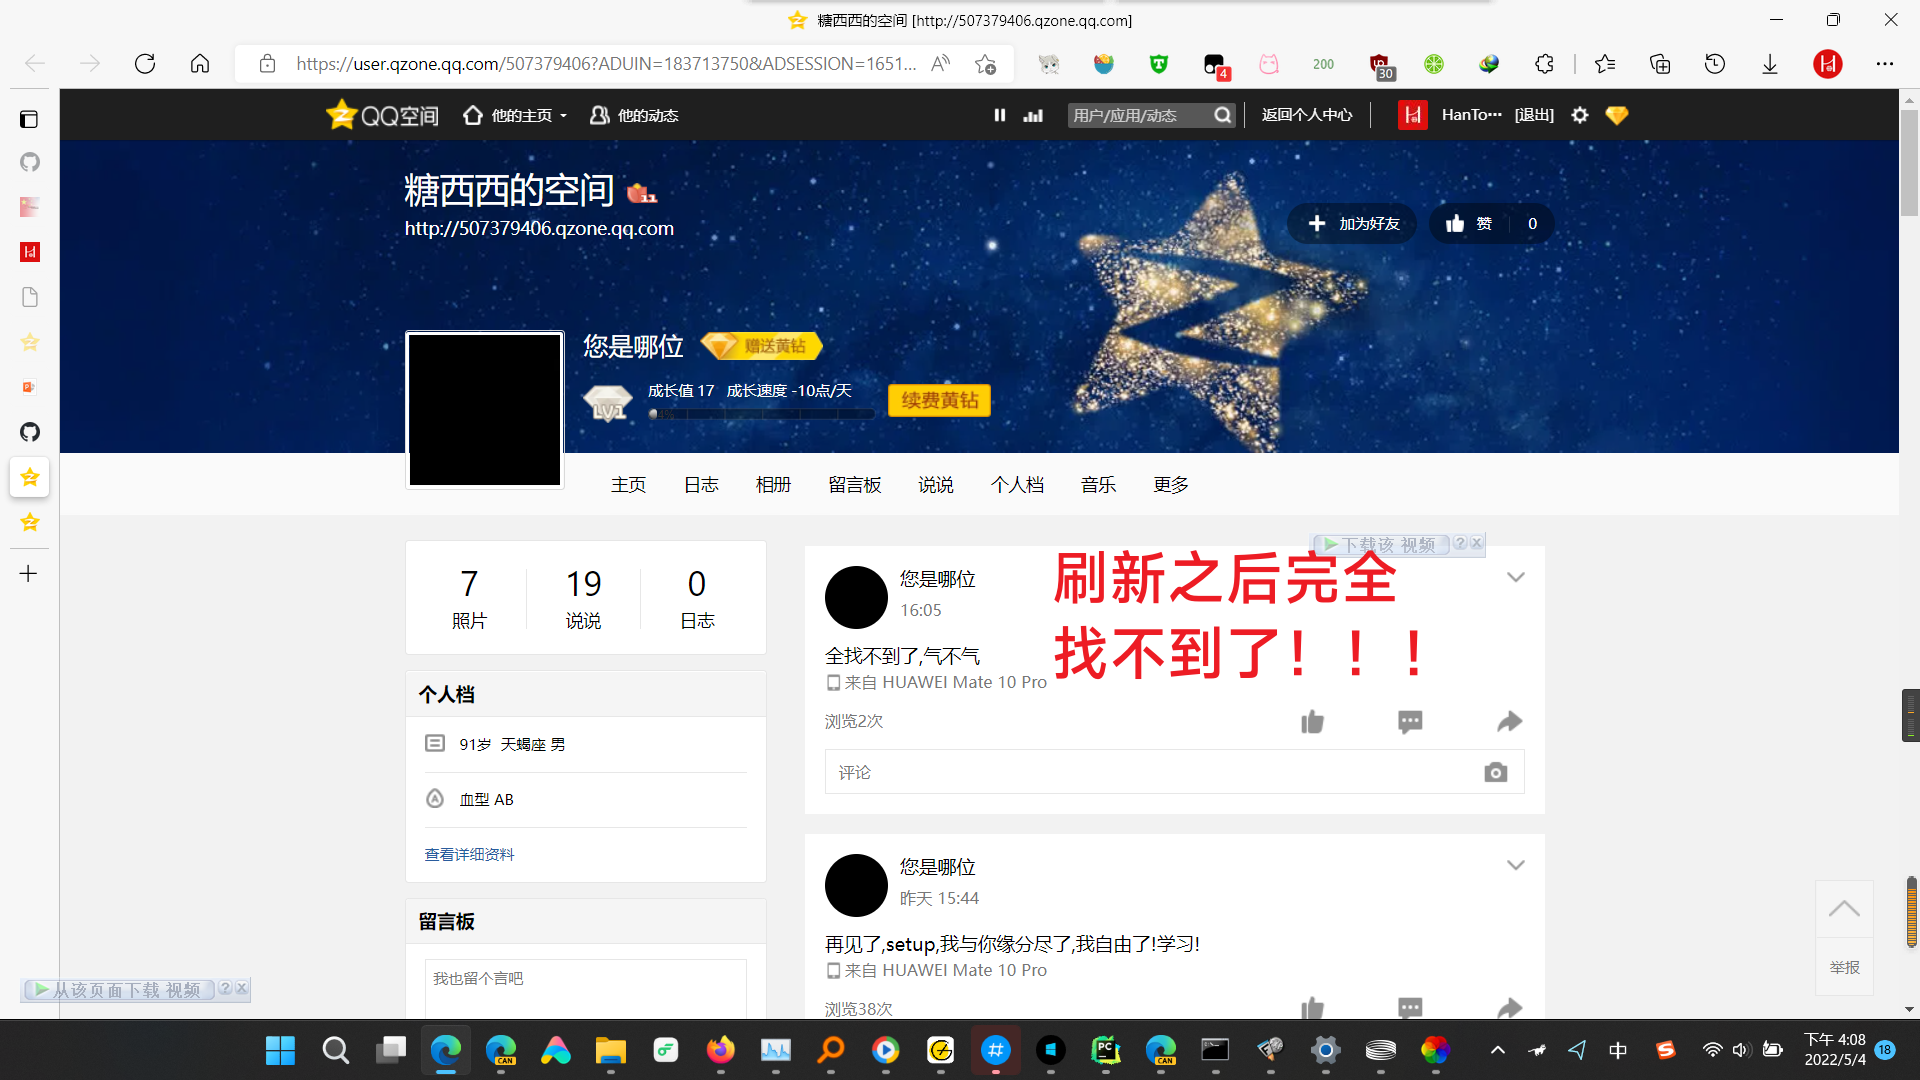 糖西西的空间 [http://507379406.qzone.qq.com]
https://user.qzone.qq.com/507379406?ADUIN=183713750&ADSESSION=1651...
4
200
30
QQ空间
他的主页
他的动态
用户/应用/动态
返回个人中心
HanTo···
[退出]
糖西西的空间
11
http://507379406.qzone.qq.com
加为好友
赞
0
您是哪位
赠送黄钻
LV1
成长值 17 成长速度 -10点/天
4%
续费黄钻
主页
日志
相册
留言板
说说
个人档
音乐
更多
7
照片
19
说说
0
日志
个人档
91岁 天蝎座 男
血型 AB
查看详细资料
留言板
我也留个言吧
从该页面下载 视频
下载该 视频
您是哪位
16:05
刷新之后完全
找不到了！！！
全找不到了,气不气
来自 HUAWEI Mate 10 Pro
浏览2次
评论
您是哪位
昨天 15:44
再见了,setup,我与你缘分尽了,我自由了!学习!
来自 HUAWEI Mate 10 Pro
浏览38次
举报
CAN
PC
CAN
中
下午 4:08
2022/5/4
18